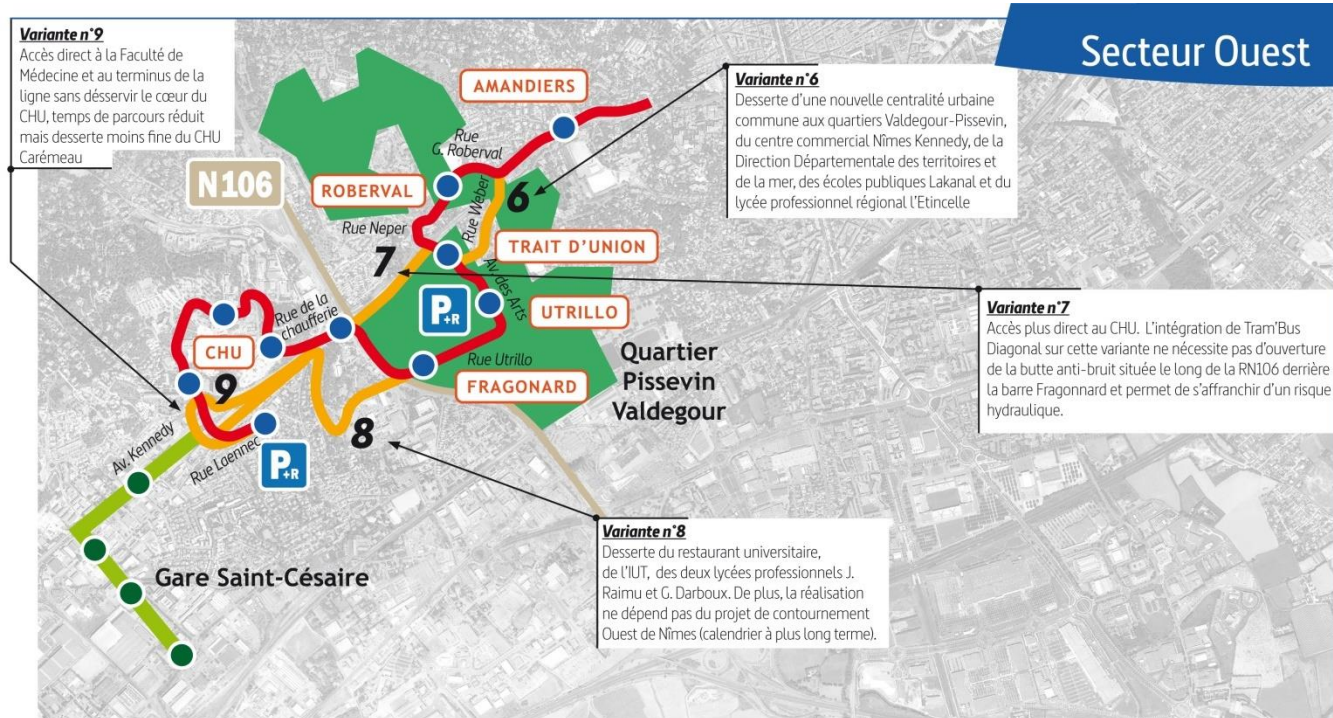 Secteur Ouest
Variante n°9
Accès direct à la Faculté de
Médecine et au terminus de la
ligne sans désservir le cœur du
CHU, temps de parcours réduit
mais desserte moins fine du CHU
Carémeau
Variante n°6
Desserte d'une nouvelle centralité urbaine
commune aux quartiers Valdegour-Pissevin,
du centre commercial Nîmes Kennedy, de la
Direction Départementale des territoires et
de la mer, des écoles publiques Lakanal et du
lycée professionnel régional l'Etincelle
AMANDIERS
Rue
G. Roberval
N106
ROBERVAL
6
Rue Weber
Rue Neper
TRAIT D'UNION
7
Av. des Arts
P+R
UTRILLO
Variante n°7
Accès plus direct au CHU. L'intégration de Tram'Bus
Diagonal sur cette variante ne nécessite pas d'ouverture
de la butte anti-bruit située le long de la RN106 derrière
la barre Fragonnard et permet de s'affranchir d'un risque
hydraulique.
Rue de la
chaufferie
CHU
Rue Utrillo
Quartier
Pissevin
Valdegour
FRAGONARD
9
8
Av. Kennedy
Rue Laennec
P+R
Variante n°8
Desserte du restaurant universitaire,
de l'IUT, des deux lycées professionnels J.
Raimu et G. Darboux. De plus, la réalisation
ne dépend pas du projet de contournement
Ouest de Nîmes (calendrier à plus long terme).
Gare Saint-Césaire